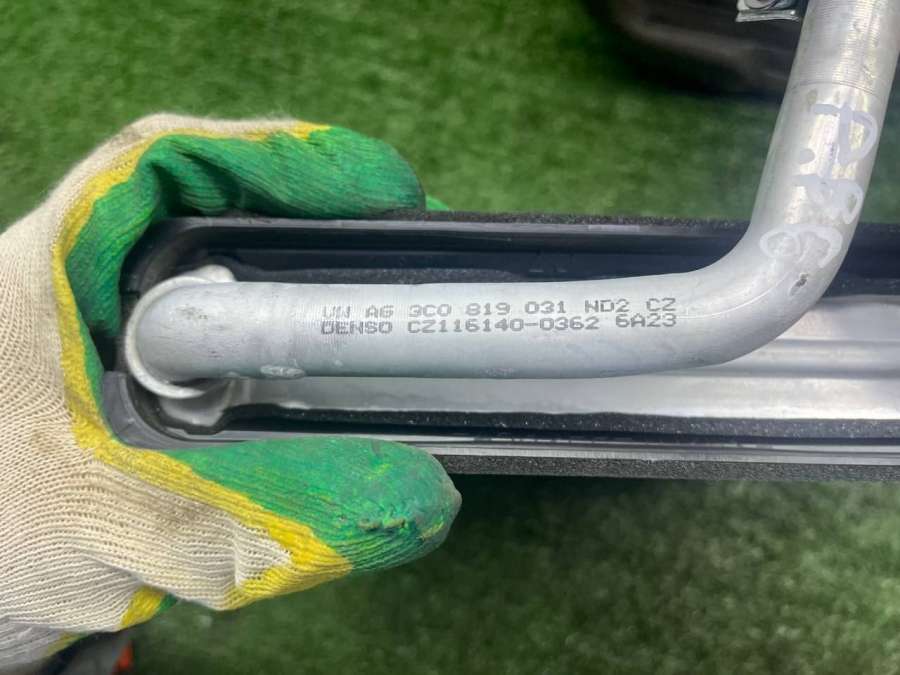 VW AG 3C0 819 031 ND2 CZ
DENSO CZ116140-0362 6A23